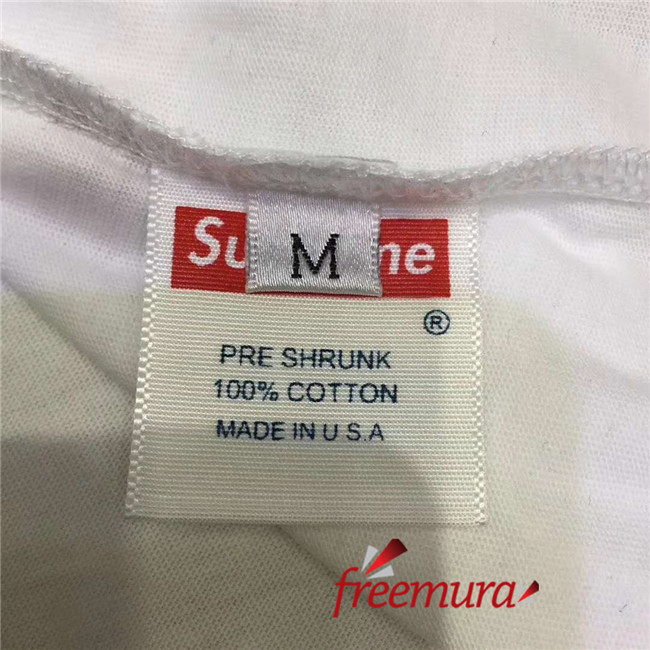 Su
M
me
®
PRE SHRUNK
100% COTTON
MADE IN U S.A
freemura